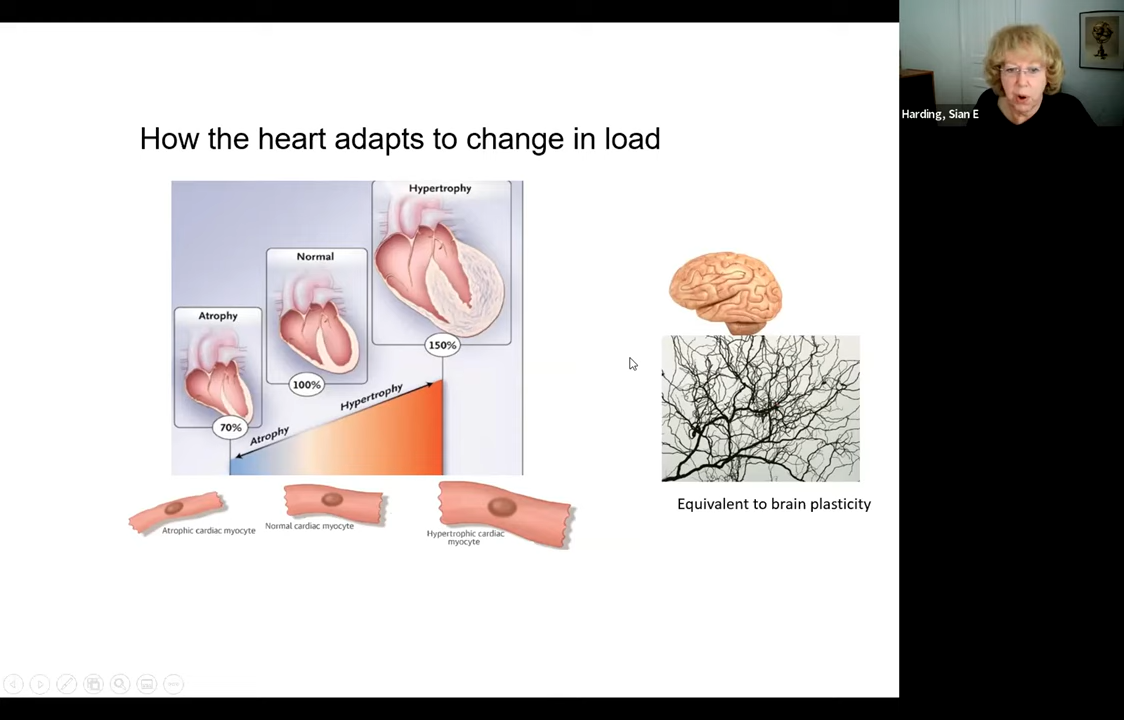 How the heart adapts to change in load
Hypertrophy
Normal
Atrophy
150%
100%
70%
Hypertrophy
Atrophy
Atrophic cardiac myocyte
Normal cardiac myocyte
Hypertrophic cardiac
myocyte
Equivalent to brain plasticity
Harding, Sian E